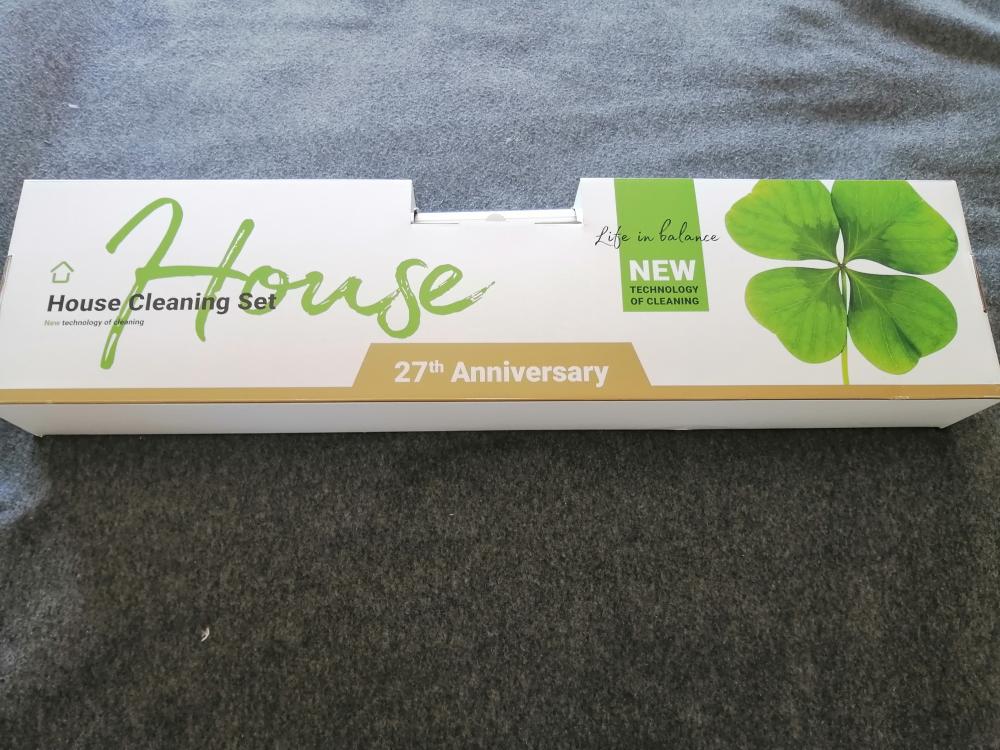 House
House Cleaning Set
New technology of cleaning
27th Anniversary
Life in balance
NEW
TECHNOLOGY
OF CLEANING